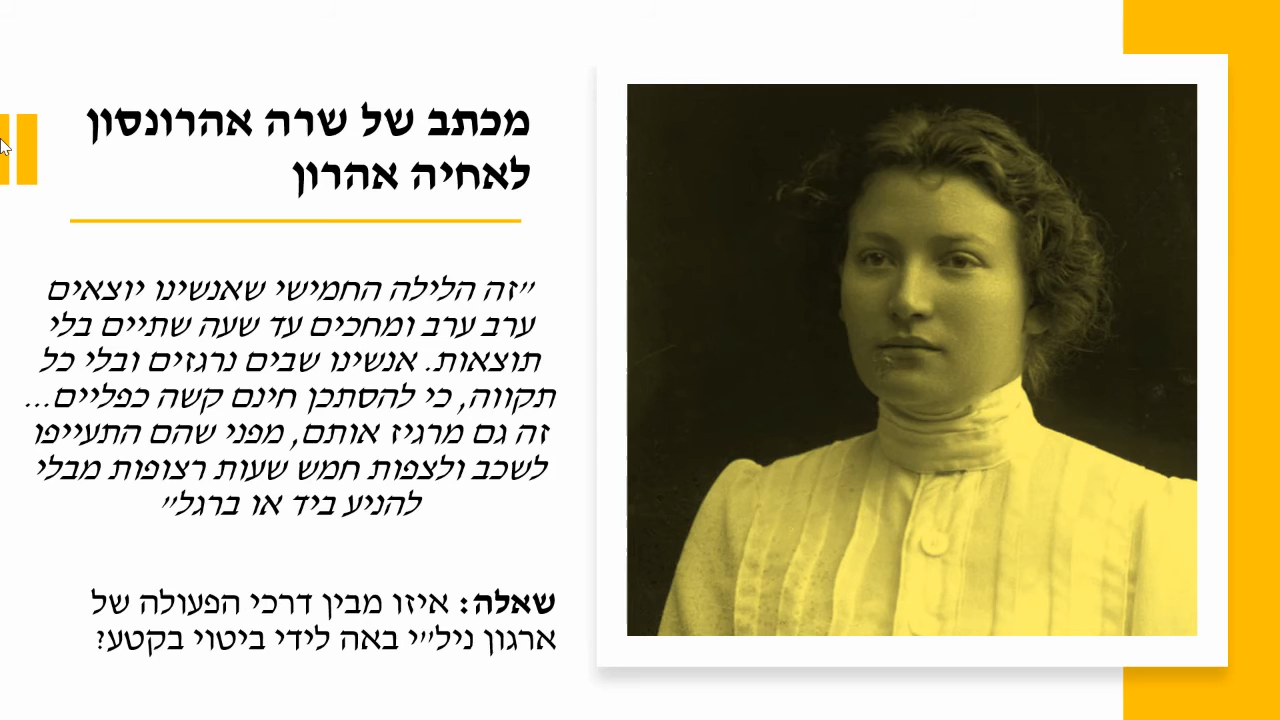 מכתב של שרה אהרונסון
לאחיה אהרון
״זה הלילה החמישי שאנשינו יוצאים
ערב ערב ומחכים עד שעה שתיים בלי
תוצאות. אנשינו שבים נרגזים ובלי כל
תקווה, כי להסתכן חינם קשה כפליים...
זה גם מרגיז אותם, מפני שהם התעייפו
לשכב ולצפות חמש שעות רצופות מבלי
להניע ביד או ברגל״
שאלה: איזו מבין דרכי הפעולה של
ארגון ניל״י באה לידי ביטוי בקטע?